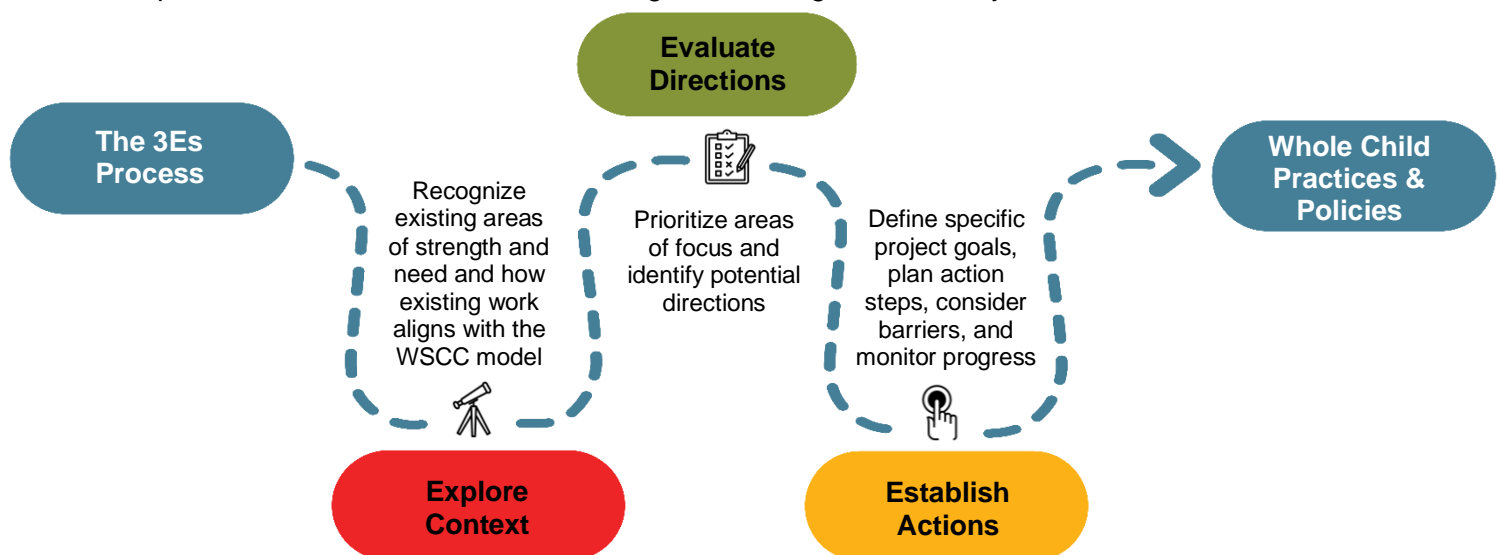 The 3Es
Process
Recognize
existing areas
of strength and
need and how
existing work
aligns with the
WSCC model
Explore
Context
Evaluate
Directions
Prioritize areas
of focus and
identify potential
directions
Define specific
project goals,
plan action
steps, consider
barriers, and
monitor progress
Establish
Actions
Whole Child
Practices &
Policies